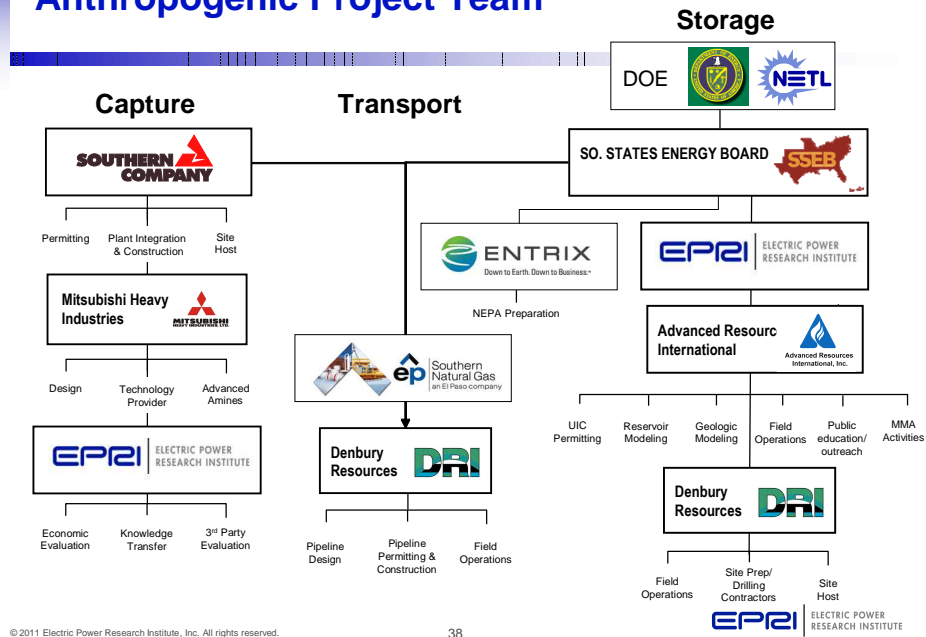 Anthropogenic Project Team
Storage
DOE
NETL
Capture
Transport
SOUTHERN
COMPANY
SO. STATES ENERGY BOARD
SSEB
Permitting
Plant Integration
& Construction
Site
Host
ENTRIX
Down to Earth. Down to Business.™
NEPA Preparation
EPRI
ELECTRIC POWER
RESEARCH INSTITUTE
Mitsubishi Heavy
Industries
MITSUBISHI
HEAVY INDUSTRIES, LTD.
Advanced Resourc
International
Advanced Resources
International, Inc.
Design
Technology
Provider
Advanced
Amines
ep
Southern
Natural Gas
an El Paso company
UIC
Permitting
Reservoir
Modeling
Geologic
Modeling
Field
Operations
Public
education/
outreach
MMA
Activities
EPRI
ELECTRIC POWER
RESEARCH INSTITUTE
Denbury
Resources
DRI
Denbury
Resources
DRI
Economic
Evaluation
Knowledge
Transfer
3rd Party
Evaluation
Pipeline
Design
Pipeline
Permitting &
Construction
Field
Operations
Field
Operations
Site Prep/
Drilling
Contractors
Site
Host
© 2011 Electric Power Research Institute, Inc. All rights reserved.
38
EPRI
ELECTRIC POWER
RESEARCH INSTITUTE